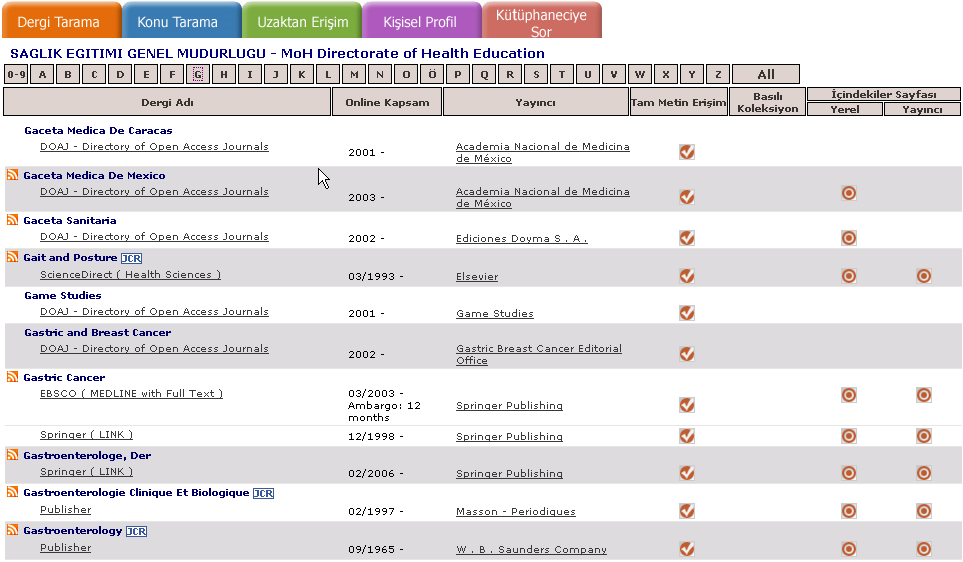 Dergi Tarama
Konu Tarama
Uzaktan Erişim
Kişisel Profil
Kütüphaneciye
Sor
SAGLIK EGITIMI GENEL MUDURLUGU - MoH Directorate of Health Education
0-9 A B C D E F G H I J K L M N O Ö P Q R S T U V W X Y Z All
Dergi Adı
Online Kapsam
Yayıncı
Tam Metin Erişim
Basılı
Koleksiyon
İçindekiler Sayfası
Yerel
Yayıncı
Gaceta Medica De Caracas
DOAJ - Directory of Open Access Journals
2001 -
Academia Nacional de Medicina
de México
Gaceta Medica De Mexico
DOAJ - Directory of Open Access Journals
2003 -
Academia Nacional de Medicina
de México
Gaceta Sanitaria
DOAJ - Directory of Open Access Journals
2002 -
Ediciones Doyma S . A .
Gait and Posture JCR
ScienceDirect ( Health Sciences )
03/1993 -
Elsevier
Game Studies
DOAJ - Directory of Open Access Journals
2001 -
Game Studies
Gastric and Breast Cancer
DOAJ - Directory of Open Access Journals
2002 -
Gastric Breast Cancer Editorial
Office
Gastric Cancer
EBSCO ( MEDLINE with Full Text )
03/2003 -
Ambargo: 12
months
Springer Publishing
Springer ( LINK )
12/1998 -
Springer Publishing
Gastroenterologe, Der
Springer ( LINK )
02/2006 -
Springer Publishing
Gastroenterologie Clinique Et Biologique JCR
Publisher
02/1997 -
Masson - Periodiques
Gastroenterology JCR
Publisher
09/1965 -
W . B . Saunders Company